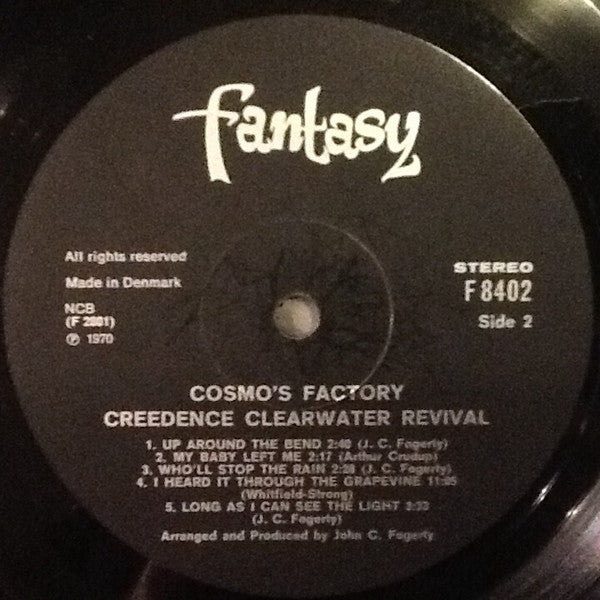 fantasy
All rights reserved
Made in Denmark
NCB
(F 2881)
℗ 1970
STEREO
F 8402
Side 2
COSMO'S FACTORY
CREEDENCE CLEARWATER REVIVAL
1. UP AROUND THE BEND 2:40 (J. C. Fogerty)
2. MY BABY LEFT ME 2:17 (Arthur Crudup)
3. WHO'LL STOP THE RAIN 2:28 (J. C. Fogerty)
4. I HEARD IT THROUGH THE GRAPEVINE 11:05
(Whitfield-Strong)
5. LONG AS I CAN SEE THE LIGHT 3:33
(J. C. Fogerty)
Arranged and Produced by John C. Fogerty